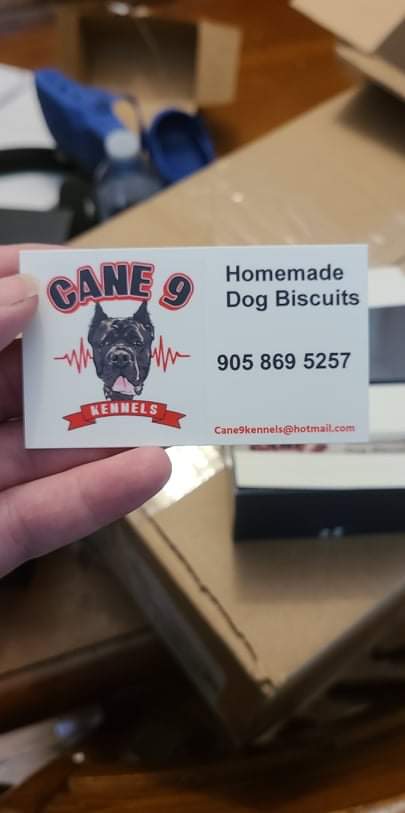 CANE 9
KENNELS
Homemade
Dog Biscuits
905 869 5257
Cane9kennels@hotmail.com